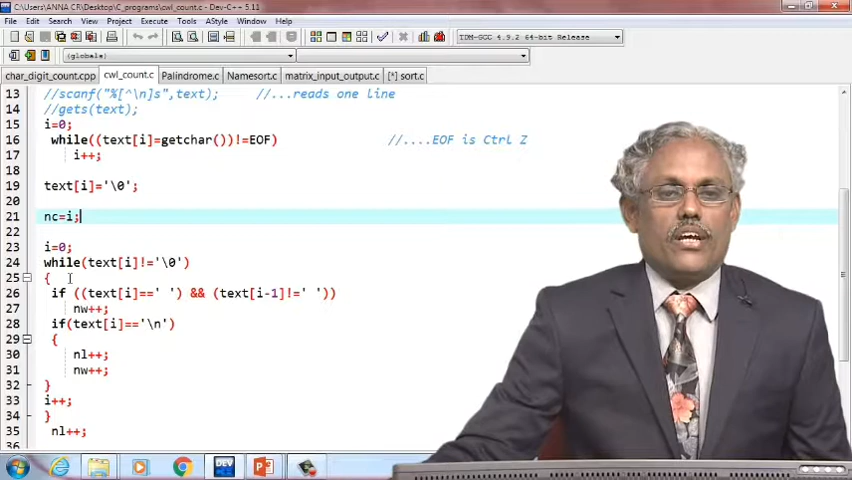 C:\Users\ANNA CR\Desktop\C_programs\cwl_count.c - Dev-C++ 5.11
File Edit Search View Project Execute Tools AStyle Window Help
TDM-GCC 4.9.2 64-bit Release
(globals)
char_digit_count.cpp cwl_count.c Palindrome.c Namesort.c matrix_input_output.c [*] sort.c
13 //scanf("%[^\n]s",text); //...reads one line
14 //gets(text);
15 i=0;
16 while((text[i]=getchar())!=EOF) //....EOF is Ctrl Z
17 i++;
18
19 text[i]='\0';
20
21 nc=i;
22
23 i=0;
24 while(text[i]!='\0')
25 {
26 if ((text[i]==' ') && (text[i-1]!=' '))
27 nw++;
28 if(text[i]=='\n')
29 {
30 nl++;
31 nw++;
32 }
33 i++;
34 }
35 nl++;
36